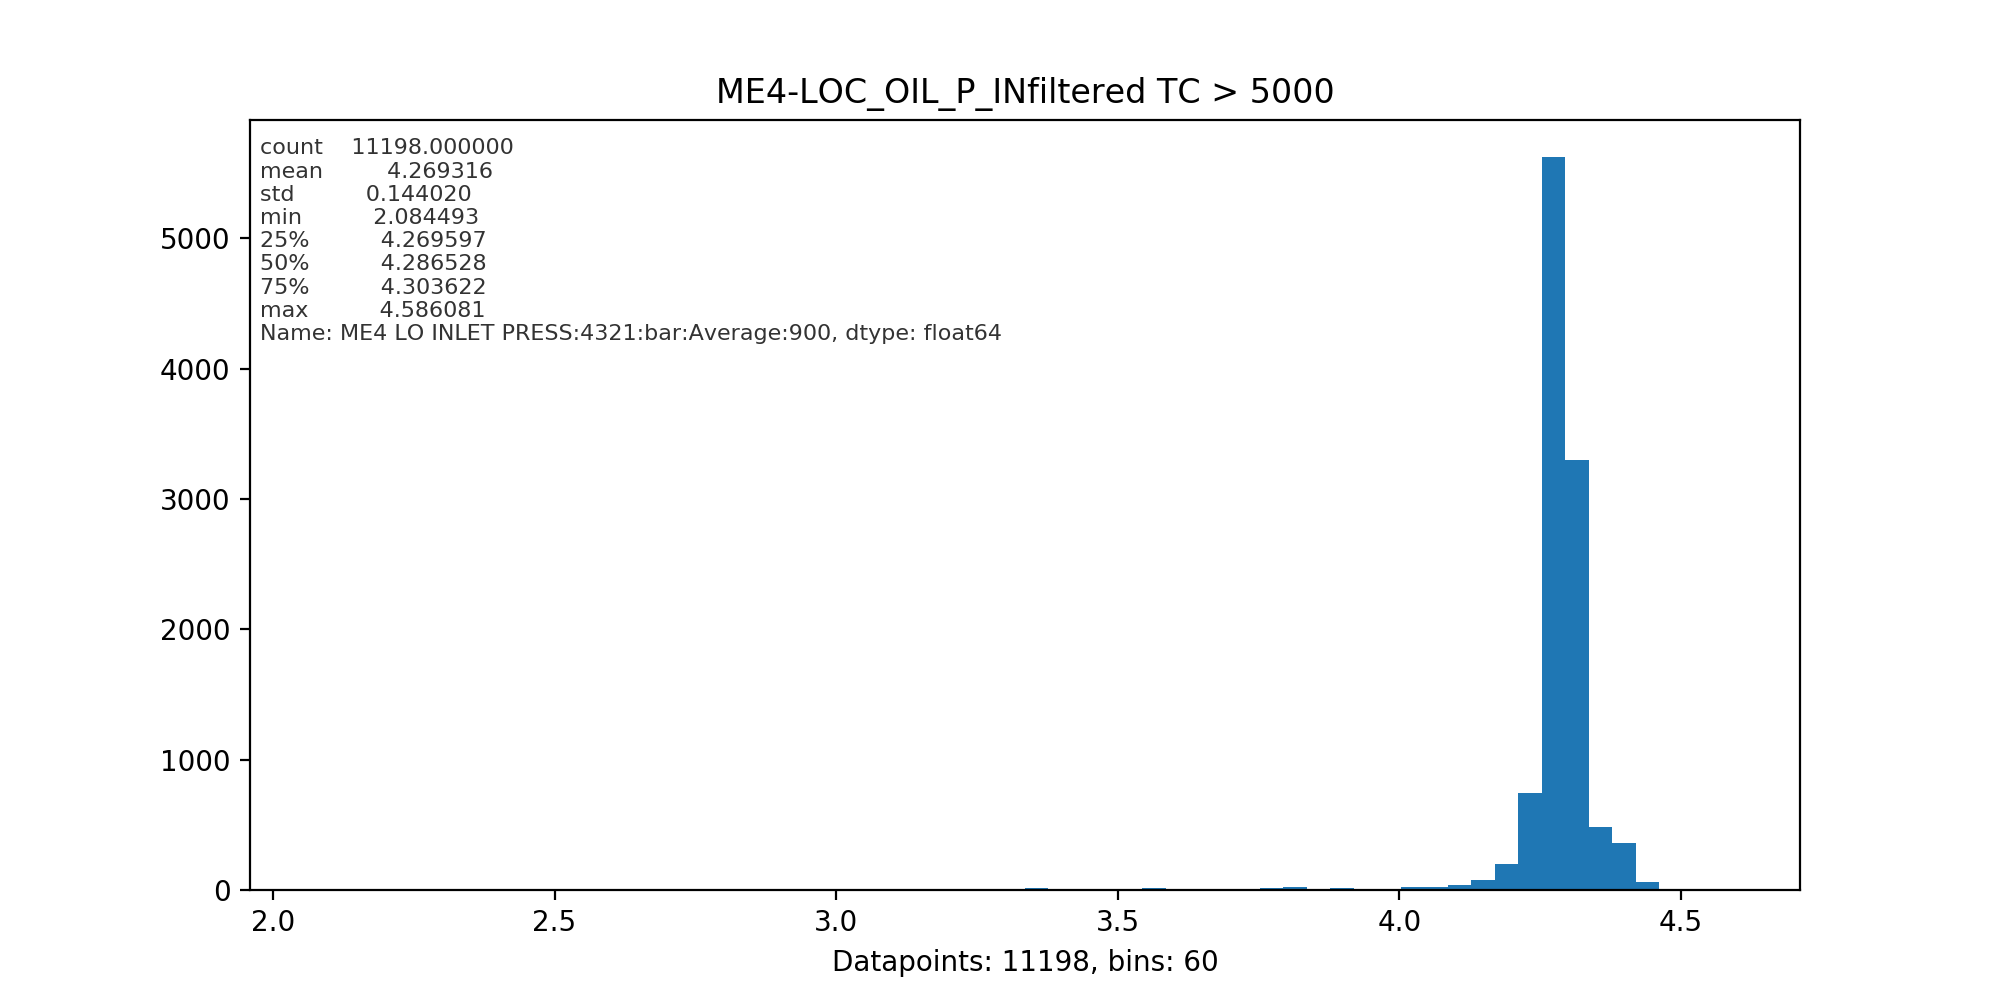 ME4-LOC_OIL_P_INfiltered TC > 5000
count 11198.000000
mean 4.269316
std 0.144020
min 2.084493
25% 4.269597
50% 4.286528
75% 4.303622
max 4.586081
Name: ME4 LO INLET PRESS:4321:bar:Average:900, dtype: float64
5000
4000
3000
2000
1000
0
2.0 2.5 3.0 3.5 4.0 4.5
Datapoints: 11198, bins: 60